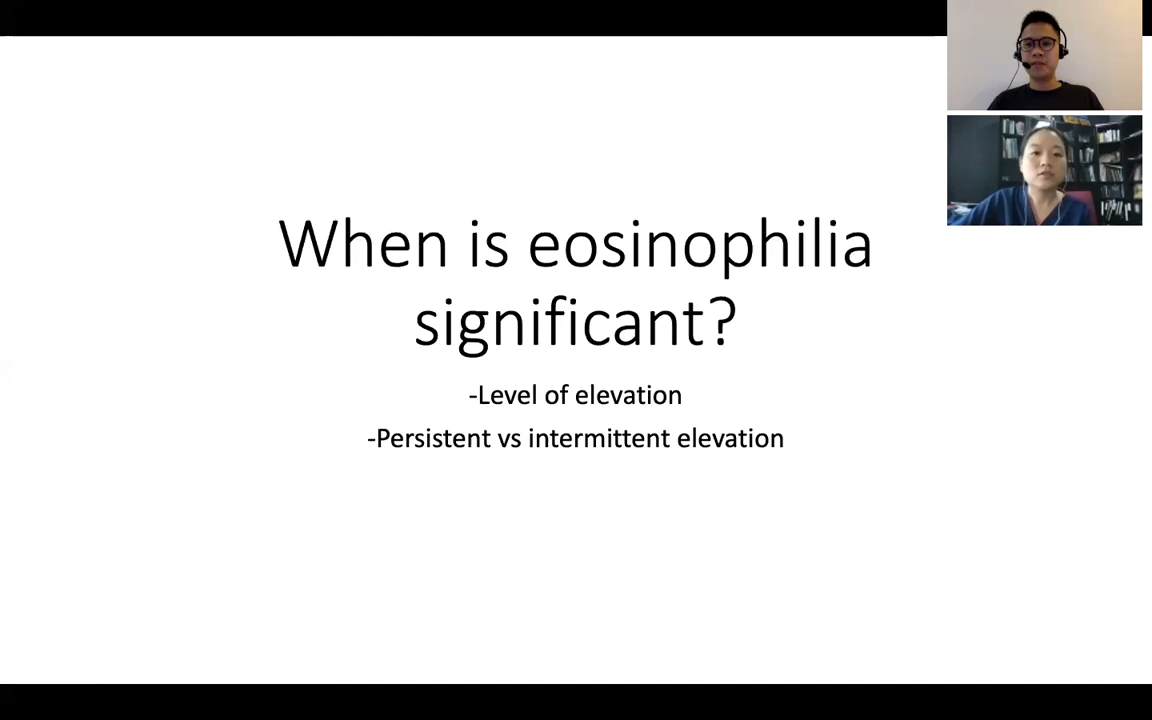 When is eosinophilia
significant?
-Level of elevation
-Persistent vs intermittent elevation